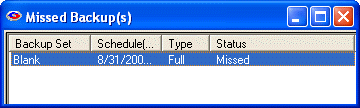 Missed Backup(s)
Backup Set Schedule(... Type Status
Blank 8/31/200... Full Missed